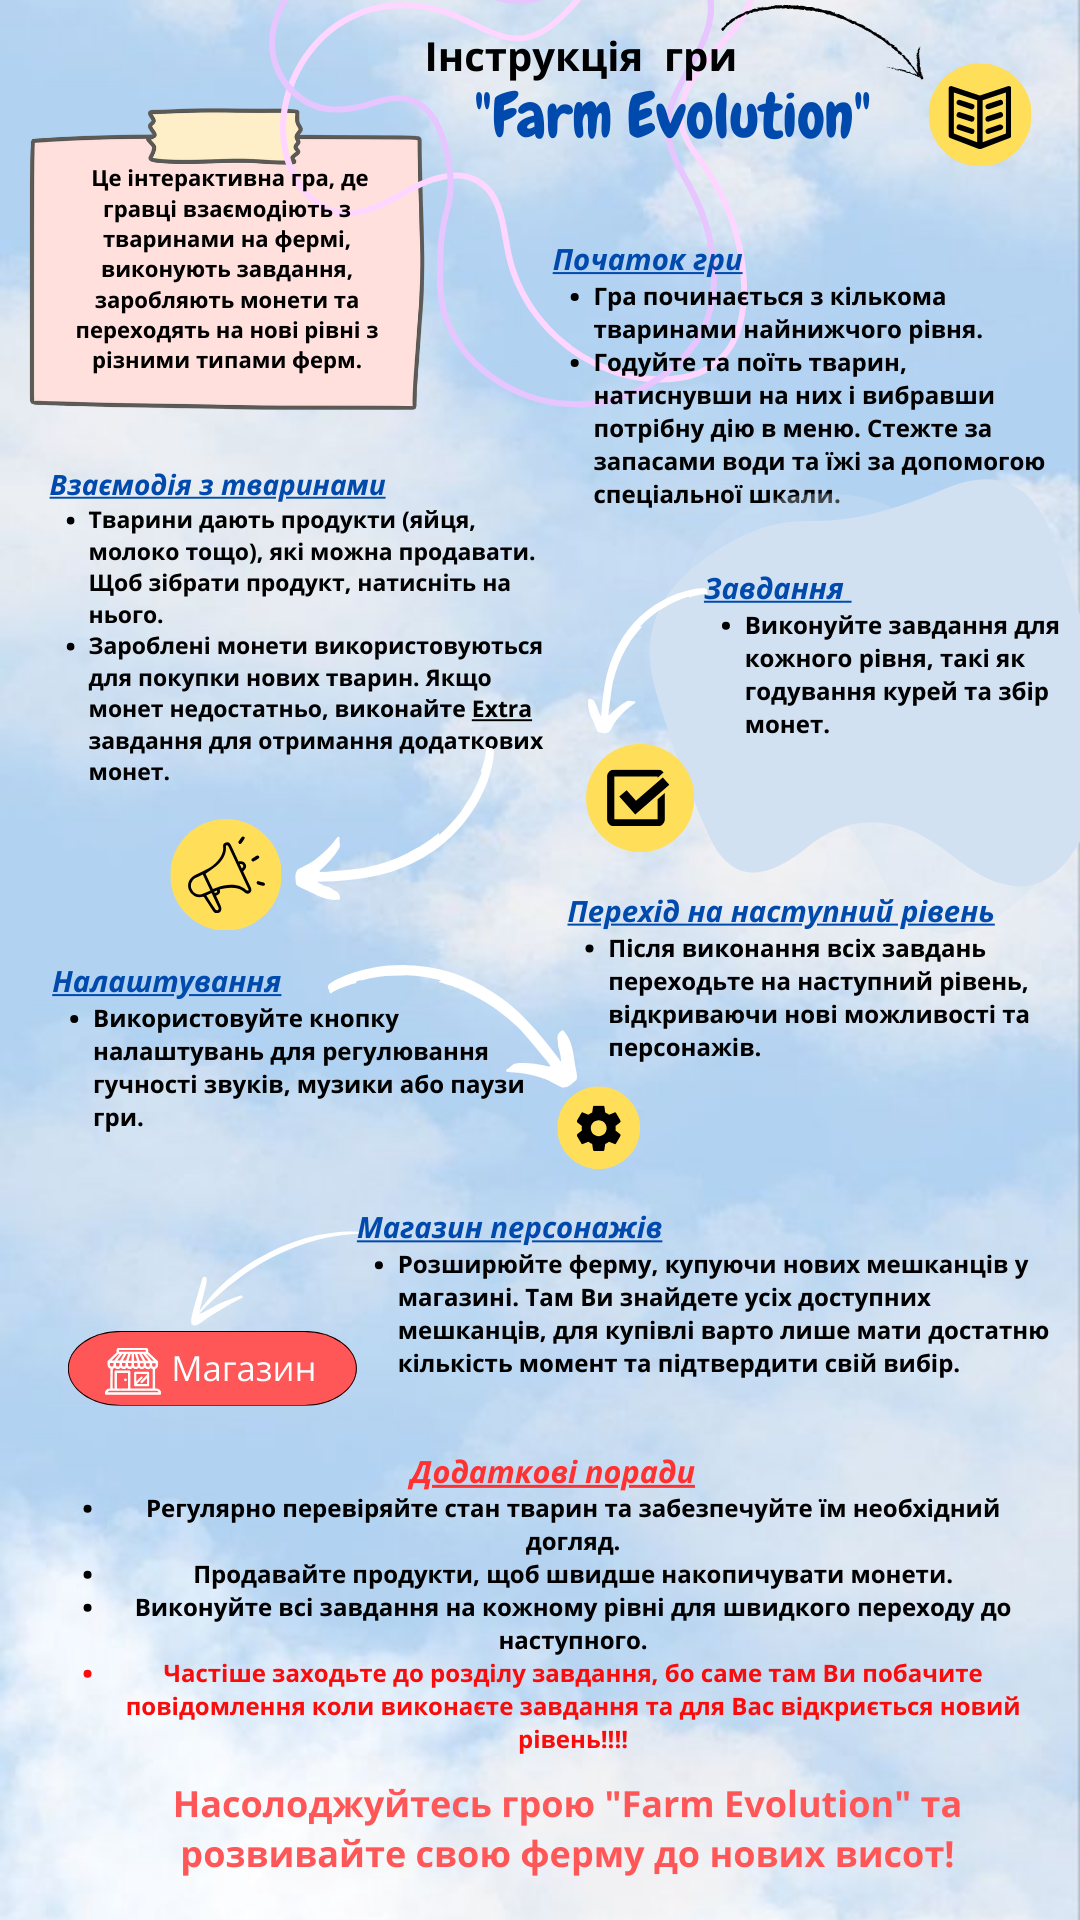 Інструкція гри
"Farm Evolution"
Це інтерактивна гра, де
гравці взаємодіють з
тваринами на фермі,
виконують завдання,
заробляють монети та
переходять на нові рівні з
різними типами ферм.
Початок гри
• Гра починається з кількома
тваринами найнижчого рівня.
• Годуйте та поїть тварин,
натиснувши на них і вибравши
потрібну дію в меню. Стежте за
запасами води та їжі за допомогою
спеціальної шкали.
Взаємодія з тваринами
• Тварини дають продукти (яйця,
молоко тощо), які можна продавати.
Щоб зібрати продукт, натисніть на
нього.
• Зароблені монети використовуються
для покупки нових тварин. Якщо
монет недостатньо, виконайте Extra
завдання для отримання додаткових
монет.
Завдання
• Виконуйте завдання для
кожного рівня, такі як
годування курей та збір
монет.
Перехід на наступний рівень
• Після виконання всіх завдань
переходьте на наступний рівень,
відкриваючи нові можливості та
персонажів.
Налаштування
• Використовуйте кнопку
налаштувань для регулювання
гучності звуків, музики або паузи
гри.
Магазин персонажів
• Розширюйте ферму, купуючи нових мешканців у
магазині. Там Ви знайдете усіх доступних
мешканців, для купівлі варто лише мати достатню
кількість момент та підтвердити свій вибір.
Магазин
Додаткові поради
• Регулярно перевіряйте стан тварин та забезпечуйте їм необхідний
догляд.
• Продавайте продукти, щоб швидше накопичувати монети.
• Виконуйте всі завдання на кожному рівні для швидкого переходу до
наступного.
• Частіше заходьте до розділу завдання, бо саме там Ви побачите
повідомлення коли виконаєте завдання та для Вас відкриється новий
рівень!!!!
Насолоджуйтесь грою "Farm Evolution" та
розвивайте свою ферму до нових висот!